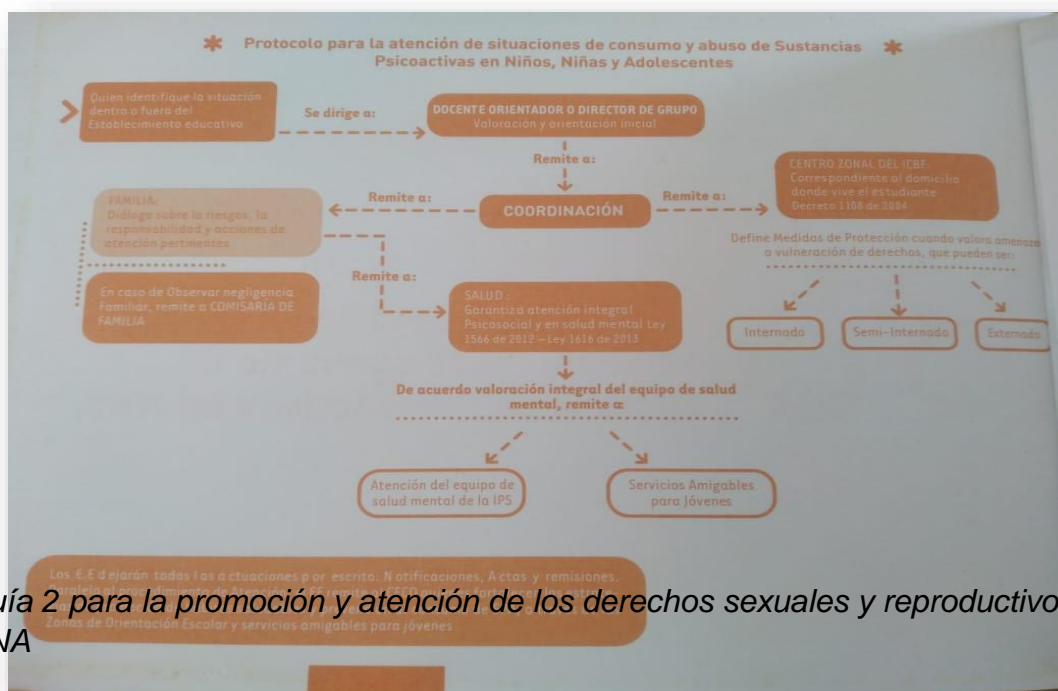 Protocolo para la atención de situaciones de consumo y abuso de Sustancias
Psicoactivas en Niños, Niñas y Adolescentes
Quien identifique la situación
dentro o fuera del
Establecimiento educativo
Se dirige a:
DOCENTE ORIENTADOR O DIRECTOR DE GRUPO
Valoración y orientación inicial
Remite a:
COORDINACIÓN
Remite a:
FAMILIA:
Diálogo sobre la riesgos, la
responsabilidad y acciones de
atención pertinentes
En caso de Observar negligencia
Familiar, remite a COMISARÍA DE
FAMILIA
Remite a:
CENTRO ZONAL DEL ICBF:
Correspondiente al domicilio
donde vive el estudiante
Decreto de 2004
Define Medidas de Protección cuando valora amenaza
o vulneración de derechos, que pueden ser:
Internado
Semi-Internado
Externado
Remite a:
SALUD:
Garantiza atención integral
Psicosocial y en salud mental Ley
1566 de 2012 – Ley 1616 de 2013
De acuerdo valoración integral del equipo de salud
mental, remite a:
Atención del equipo de
salud mental de la IPS
Servicios Amigables
para Jóvenes
Los E.E dejarán todas las actuaciones por escrito: Notificaciones, Actas y remisiones.
Zonas de Orientación Escolar y servicios amigables para jóvenes
uía 2 para la promoción y atención de los derechos sexuales y reproductivo
NA